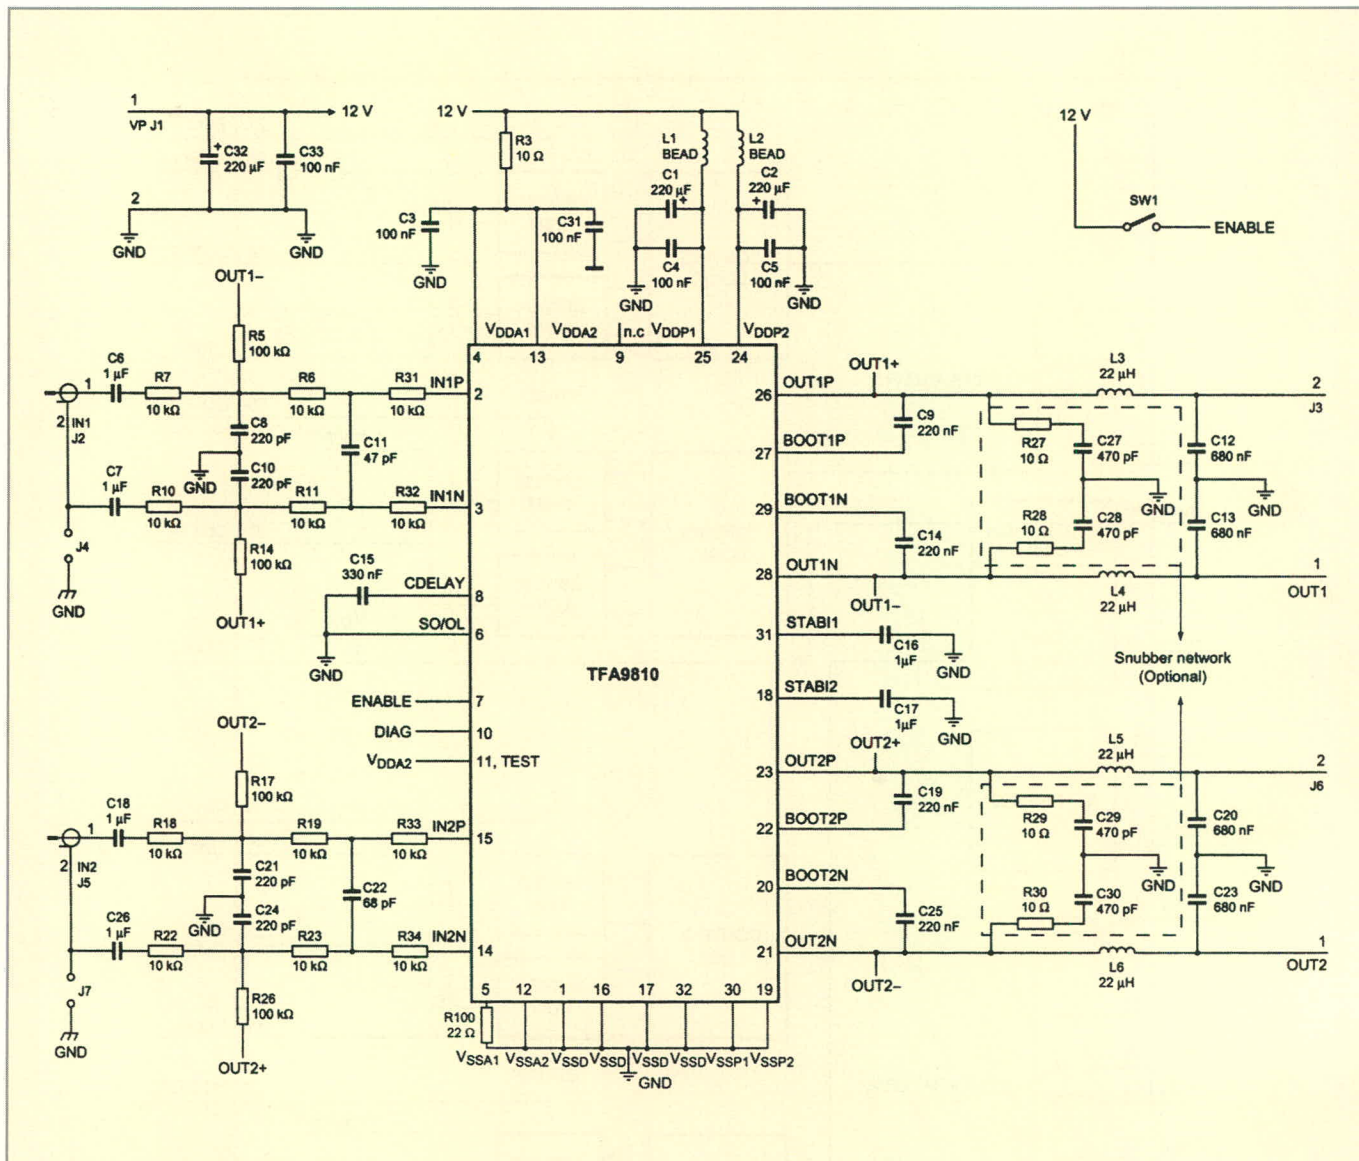 1
VP J1
12 V
C32
220 µF
C33
100 nF
2
GND
GND
12 V
R3
10 Ω
L1
BEAD
L2
BEAD
C1
220 µF
C2
220 µF
C3
100 nF
C31
100 nF
C4
100 nF
C5
100 nF
GND
GND
GND
12 V
SW1
ENABLE
OUT1–
R5
100 kΩ
C6
1 µF
R7
10 kΩ
R6
10 kΩ
R31
10 kΩ
IN1P
1
2
IN1
J2
C8
220 pF
GND
C10
220 pF
C11
47 pF
C7
1 µF
R10
10 kΩ
R11
10 kΩ
R32
10 kΩ
IN1N
J4
GND
R14
100 kΩ
OUT1+
C15
330 nF
CDELAY
SO/OL
GND
ENABLE
DIAG
VDDA2
OUT2–
R17
100 kΩ
C18
1 µF
R18
10 kΩ
R19
10 kΩ
R33
10 kΩ
IN2P
1
2
IN2
J5
C21
220 pF
GND
C24
220 pF
C22
68 pF
C26
1 µF
R22
10 kΩ
R23
10 kΩ
R34
10 kΩ
IN2N
J7
GND
R26
100 kΩ
OUT2+
VDDA1
VDDA2
n.c
VDDP1
VDDP2
4
13
9
25
24
2
3
8
6
7
10
11, TEST
15
14
TFA9810
26
27
29
28
31
18
23
22
20
21
5
12
1
16
17
32
30
19
R100
22 Ω
VSSA1
VSSA2
VSSD
VSSD
VSSD
VSSD
VSSP1
VSSP2
GND
OUT1P
OUT1+
BOOT1P
C9
220 nF
BOOT1N
C14
220 nF
OUT1N
OUT1–
L3
22 µH
R27
10 Ω
C27
470 pF
GND
R28
10 Ω
C28
470 pF
C12
680 nF
GND
C13
680 nF
L4
22 µH
2
J3
1
OUT1
STABI1
C16
1µF
GND
STABI2
C17
1µF
GND
Snubber network
(Optional)
OUT2P
OUT2+
BOOT2P
C19
220 nF
BOOT2N
C25
220 nF
OUT2N
OUT2–
L5
22 µH
R29
10 Ω
C29
470 pF
GND
R30
10 Ω
C30
470 pF
C20
680 nF
GND
C23
680 nF
L6
22 µH
2
J6
1
OUT2